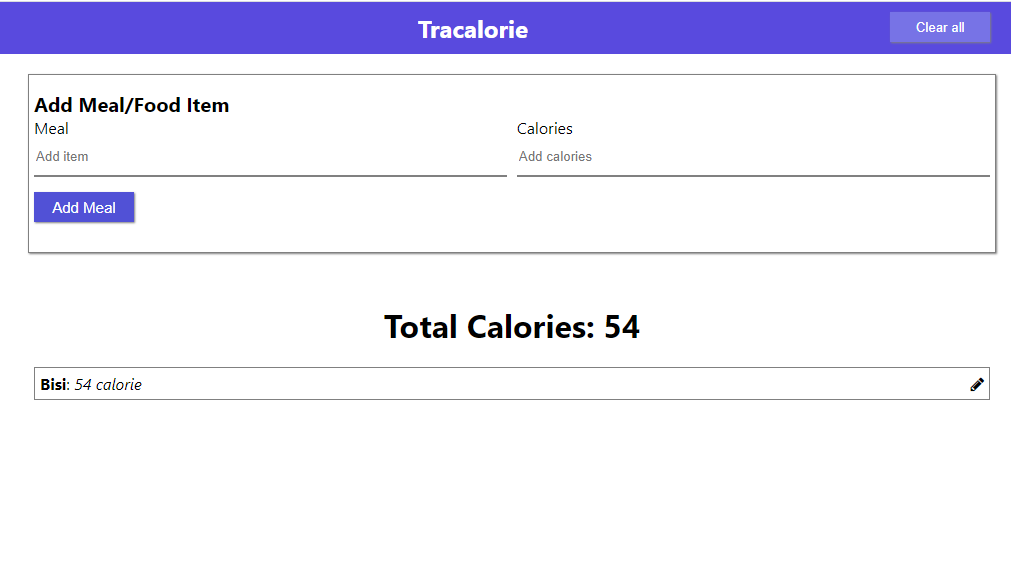 Tracalorie
Clear all
Add Meal/Food Item
Meal
Calories
Add item
Add calories
Add Meal
Total Calories: 54
Bisi: 54 calorie